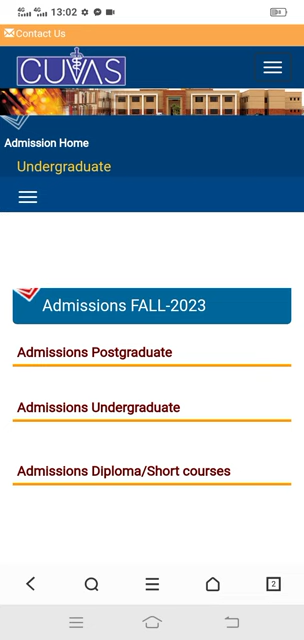 4G 4G 13:02
Contact Us
CUVAS
Admission Home
Undergraduate
Admissions FALL-2023
Admissions Postgraduate
Admissions Undergraduate
Admissions Diploma/Short courses
2